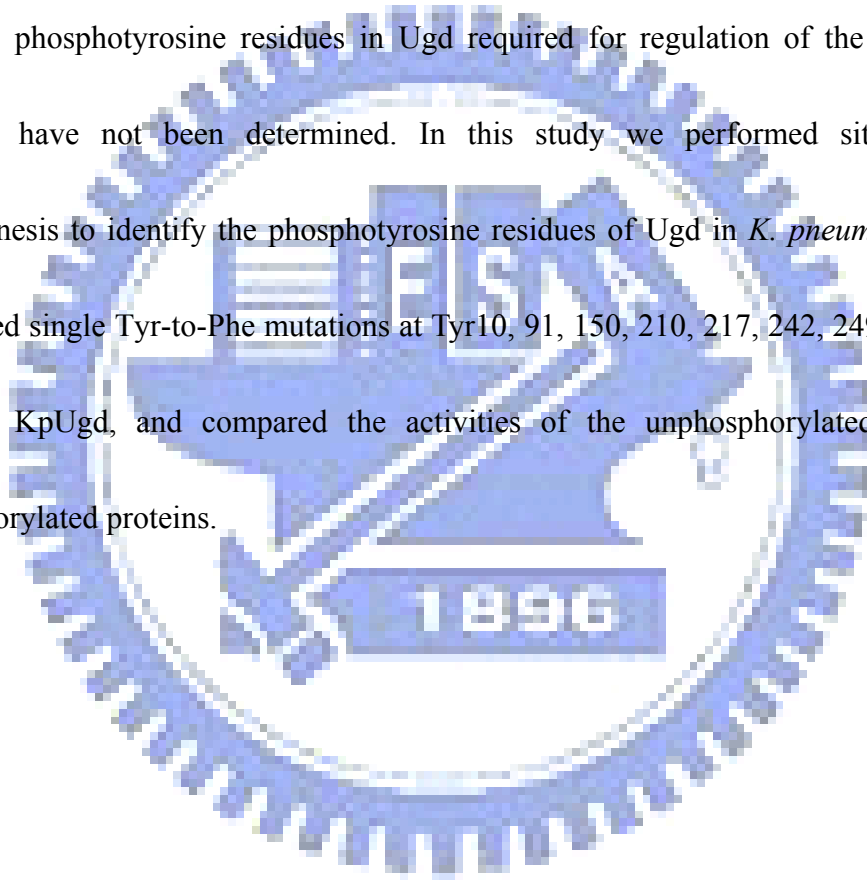 phosphotyrosine residues in Ugd required for regulation of the
have not been determined. In this study we performed sit
nesis to identify the phosphotyrosine residues of Ugd in K. pneum
ed single Tyr-to-Phe mutations at Tyr10, 91, 150, 210, 217, 242, 249
KpUgd, and compared the activities of the unphosphorylated
orylated proteins.
E S A
1896